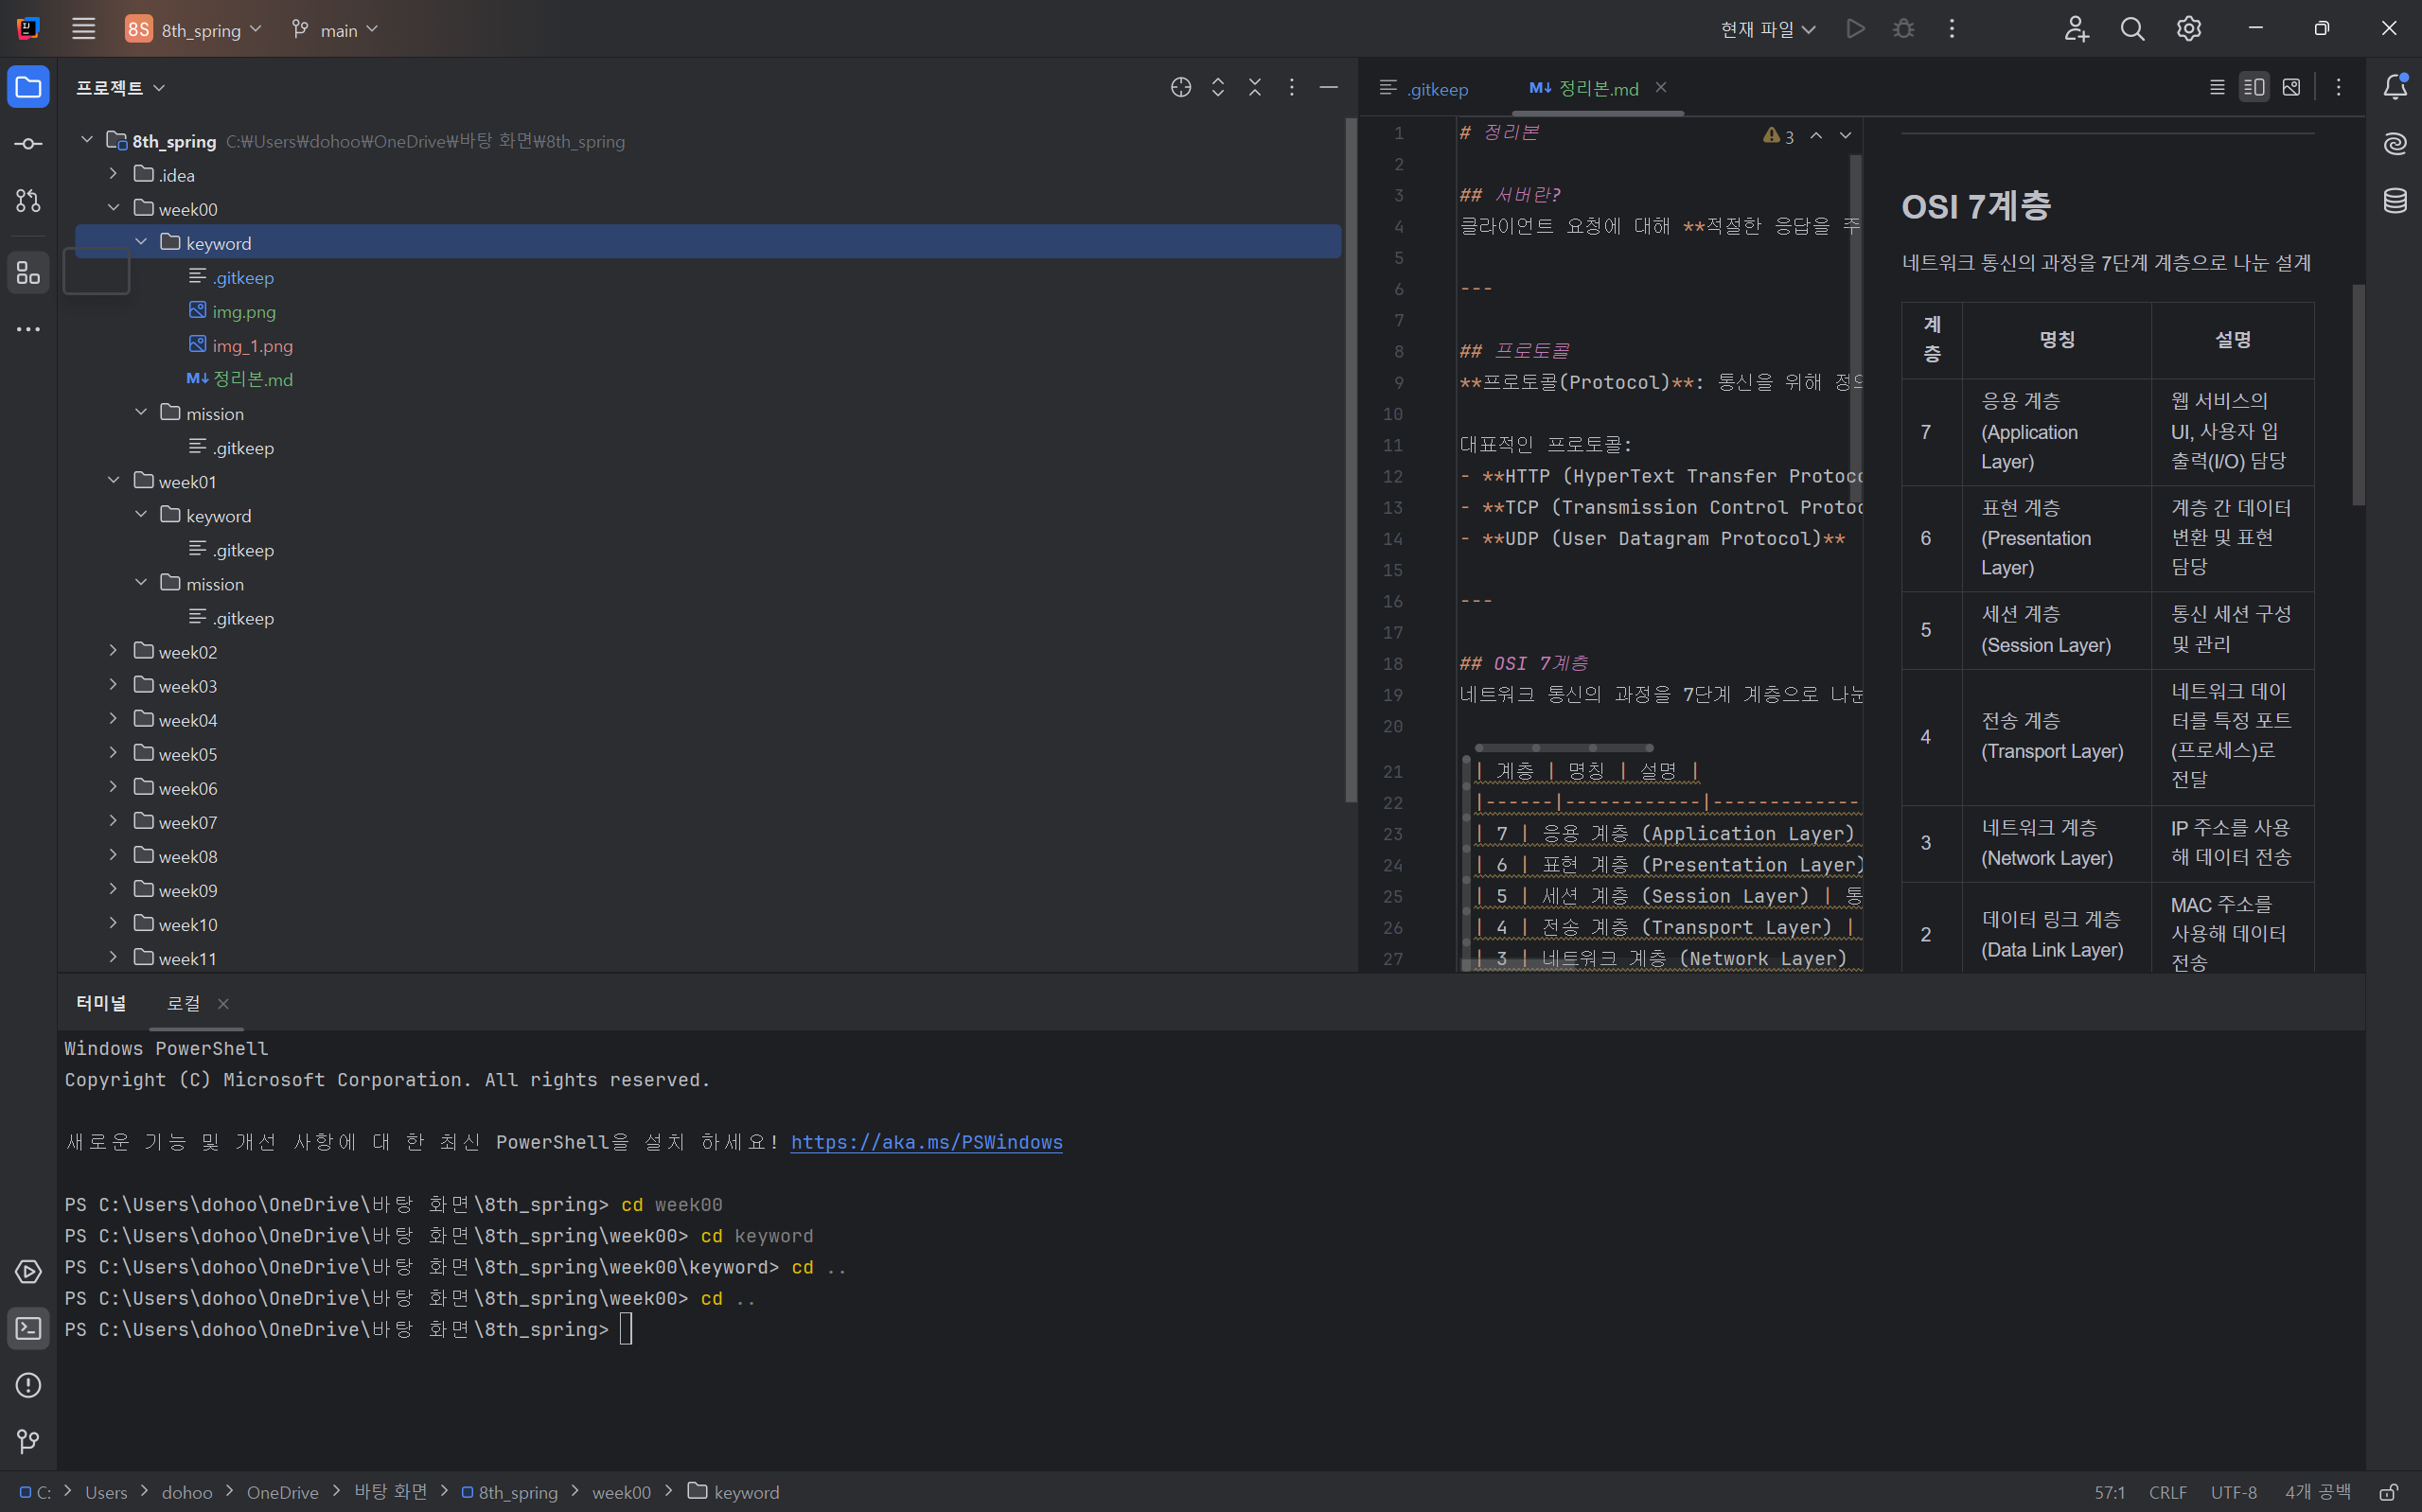 8S 8th_spring main 현재 파일
프로젝트
8th_spring C:₩Users₩dohoo₩OneDrive₩바탕 화면₩8th_spring
.idea
week00
keyword
.gitkeep
img.png
img_1.png
M↓ 정리본.md
mission
.gitkeep
week01
keyword
.gitkeep
mission
.gitkeep
week02
week03
week04
week05
week06
week07
week08
week09
week10
week11
.gitkeep M↓ 정리본.md
3
1 # 정리본
2
3 ## 서버란?
4 클라이언트 요청에 대해 **적절한 응답을 주
5
6 ---
7
8 ## 프로토콜
9 **프로토콜(Protocol)**: 통신을 위해 정의
10
11 대표적인 프로토콜:
12 - **HTTP (HyperText Transfer Protoco
13 - **TCP (Transmission Control Protoc
14 - **UDP (User Datagram Protocol)**
15
16 ---
17
18 ## OSI 7계층
19 네트워크 통신의 과정을 7단계 계층으로 나눈
20
21 | 계층 | 명칭 | 설명 |
22 |------|------------|-------------
23 | 7 | 응용 계층 (Application Layer)
24 | 6 | 표현 계층 (Presentation Layer)
25 | 5 | 세션 계층 (Session Layer) | 통
26 | 4 | 전송 계층 (Transport Layer) |
27 | 3 | 네트워크 계층 (Network Layer)
OSI 7계층
네트워크 통신의 과정을 7단계 계층으로 나눈 설계
계층 명칭 설명
7 응용 계층 (Application Layer) 웹 서비스의 UI, 사용자 입출력(I/O) 담당
6 표현 계층 (Presentation Layer) 계층 간 데이터 변환 및 표현 담당
5 세션 계층 (Session Layer) 통신 세션 구성 및 관리
4 전송 계층 (Transport Layer) 네트워크 데이터를 특정 포트(프로세스)로 전달
3 네트워크 계층 (Network Layer) IP 주소를 사용해 데이터 전송
2 데이터 링크 계층 (Data Link Layer) MAC 주소를 사용해 데이터 전송
터미널 로컬
Windows PowerShell
Copyright (C) Microsoft Corporation. All rights reserved.
새로운 기능 및 개선 사항에 대 한 최신 PowerShell을 설치 하세요! https://aka.ms/PSWindows
PS C:\Users\dohoo\OneDrive\바탕 화면\8th_spring> cd week00
PS C:\Users\dohoo\OneDrive\바탕 화면\8th_spring\week00> cd keyword
PS C:\Users\dohoo\OneDrive\바탕 화면\8th_spring\week00\keyword> cd ..
PS C:\Users\dohoo\OneDrive\바탕 화면\8th_spring\week00> cd ..
PS C:\Users\dohoo\OneDrive\바탕 화면\8th_spring>
C: > Users > dohoo > OneDrive > 바탕 화면 > 8th_spring > week00 > keyword
57:1 CRLF UTF-8 4개 공백